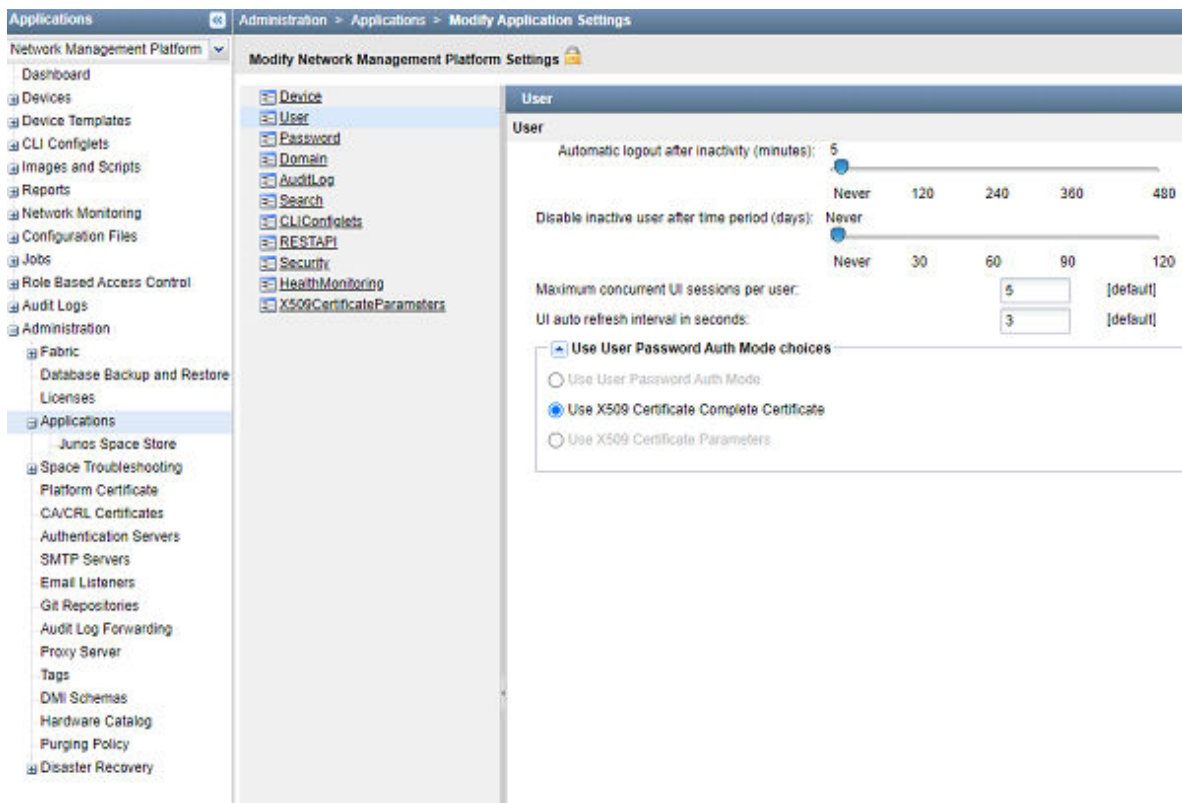 Applications
Administration > Applications > Modify Application Settings
Network Management Platform
Modify Network Management Platform Settings
Dashboard
Devices
Device Templates
CLI Configlets
Images and Scripts
Reports
Network Monitoring
Configuration Files
Jobs
Role Based Access Control
Audit Logs
Administration
Fabric
Database Backup and Restore
Licenses
Applications
Junos Space Store
Space Troubleshooting
Platform Certificate
CA/CRL Certificates
Authentication Servers
SMTP Servers
Email Listeners
Git Repositories
Audit Log Forwarding
Proxy Server
Tags
DMI Schemas
Hardware Catalog
Purging Policy
Disaster Recovery
Device
User
Password
Domain
AuditLog
Search
CLIConfiglets
RESTAPI
Security
HealthMonitoring
X509CertificateParameters
User
User
Automatic logout after inactivity (minutes): 5
Never 120 240 360 480
Disable inactive user after time period (days): Never
Never 30 60 90 120
Maximum concurrent UI sessions per user: 5 [default]
UI auto refresh interval in seconds: 3 [default]
Use User Password Auth Mode choices
Use User Password Auth Mode
Use X509 Certificate Complete Certificate
Use X509 Certificate Parameters